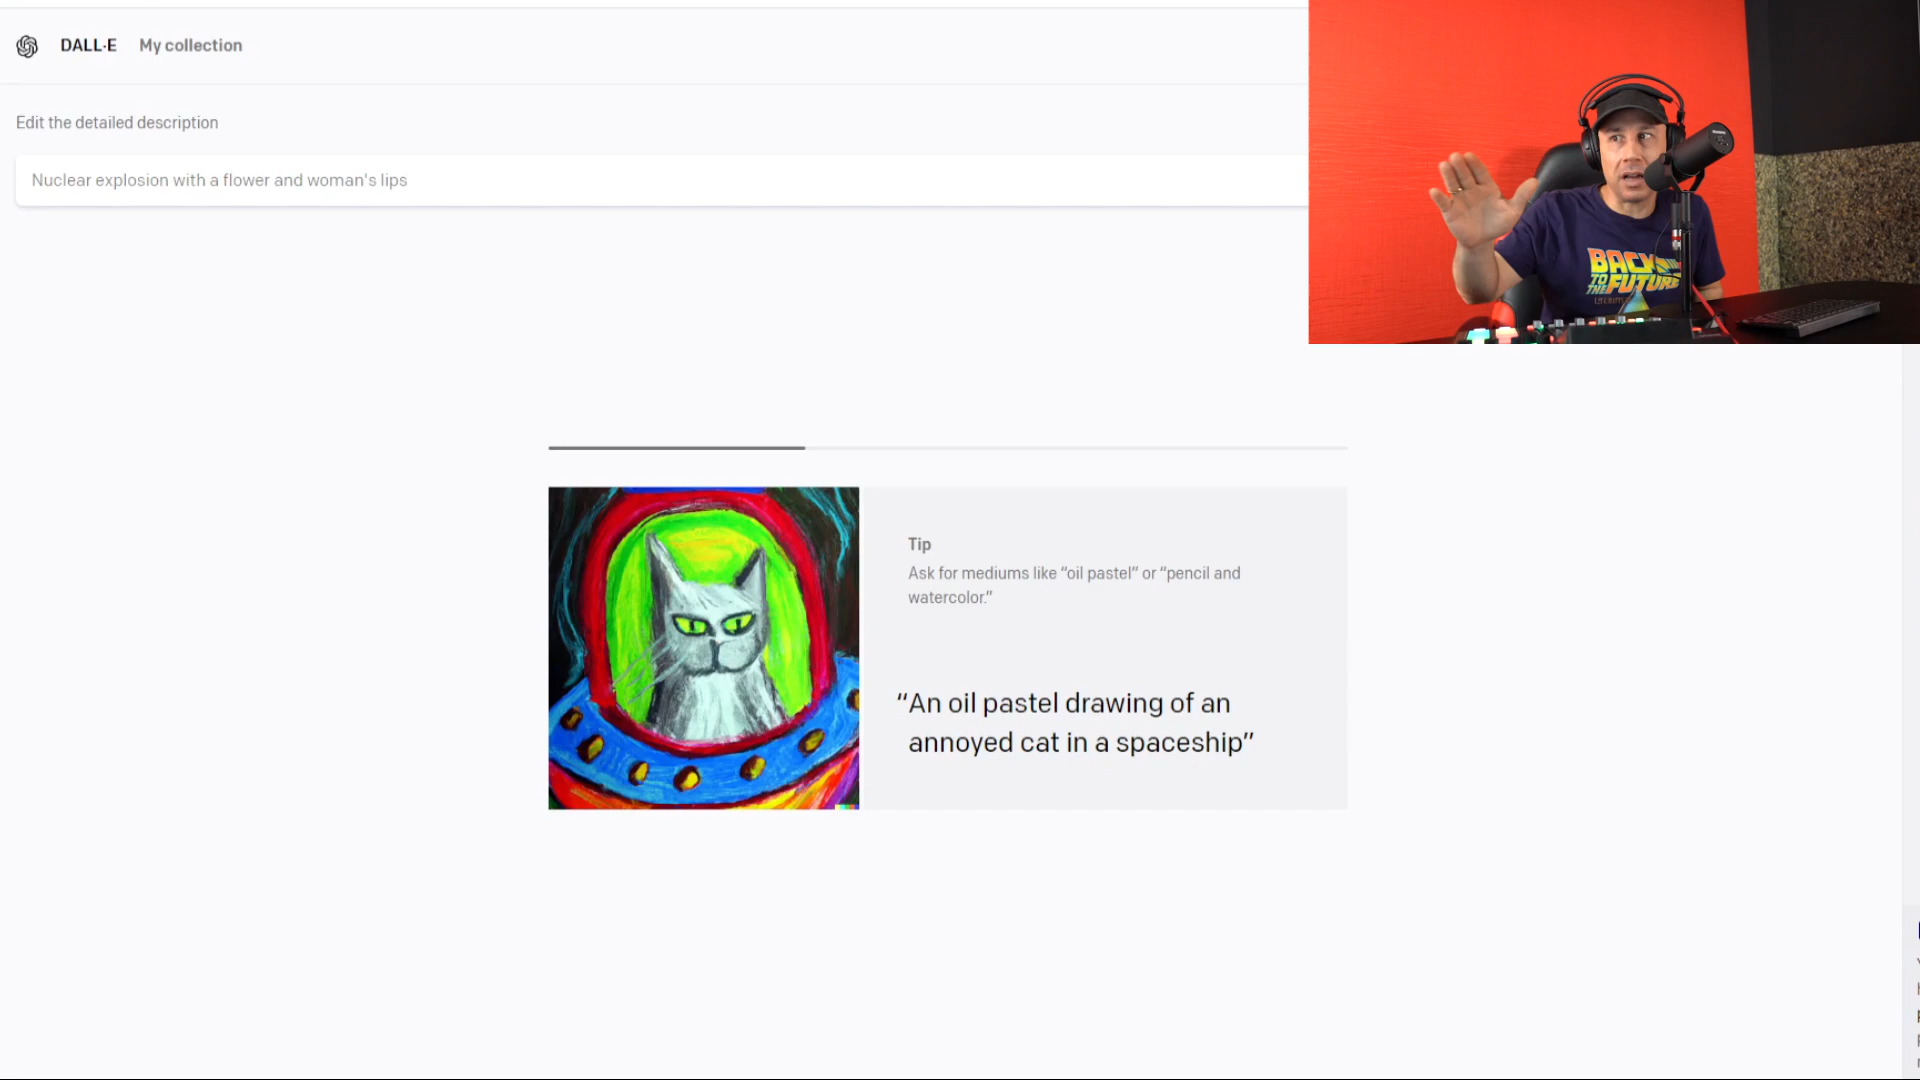 DALL·E My collection
Edit the detailed description
Nuclear explosion with a flower and woman's lips
BACK
TO THE FUTURE
Tip
Ask for mediums like “oil pastel” or “pencil and
watercolor.”
“An oil pastel drawing of an
annoyed cat in a spaceship”